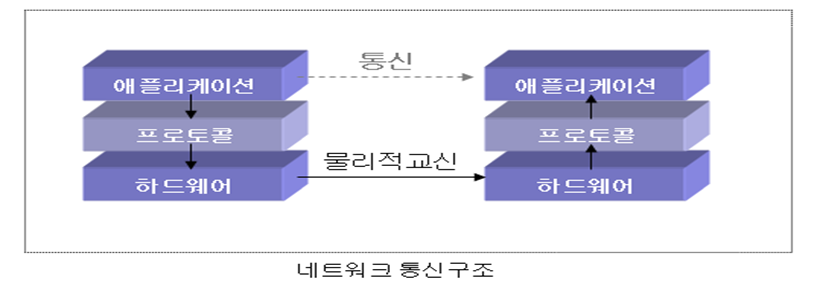 통신
애플리케이션 애플리케이션
프로토콜 프로토콜
물리적교신
하드웨어 하드웨어
네트워크 통신구조